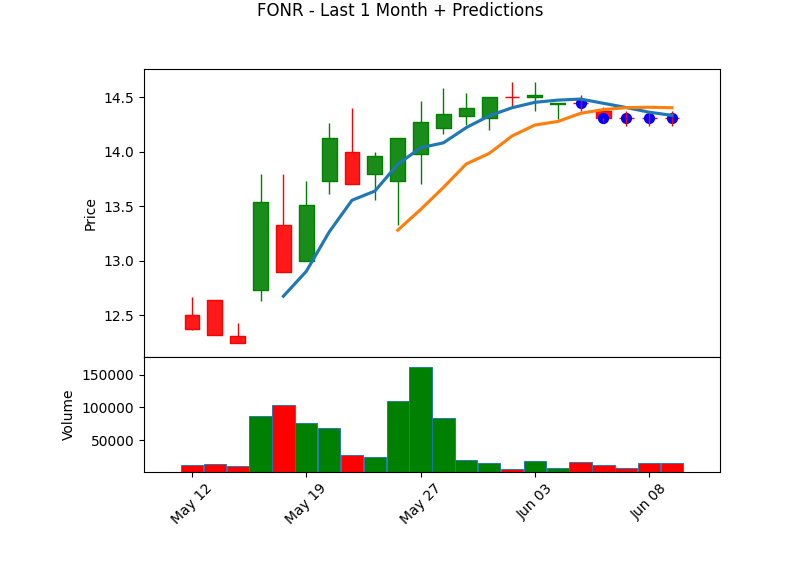 FONR - Last 1 Month + Predictions
14.5
14.0
13.5
13.0
12.5
Price
150000
100000
50000
Volume
May 12
May 19
May 27
Jun 03
Jun 08